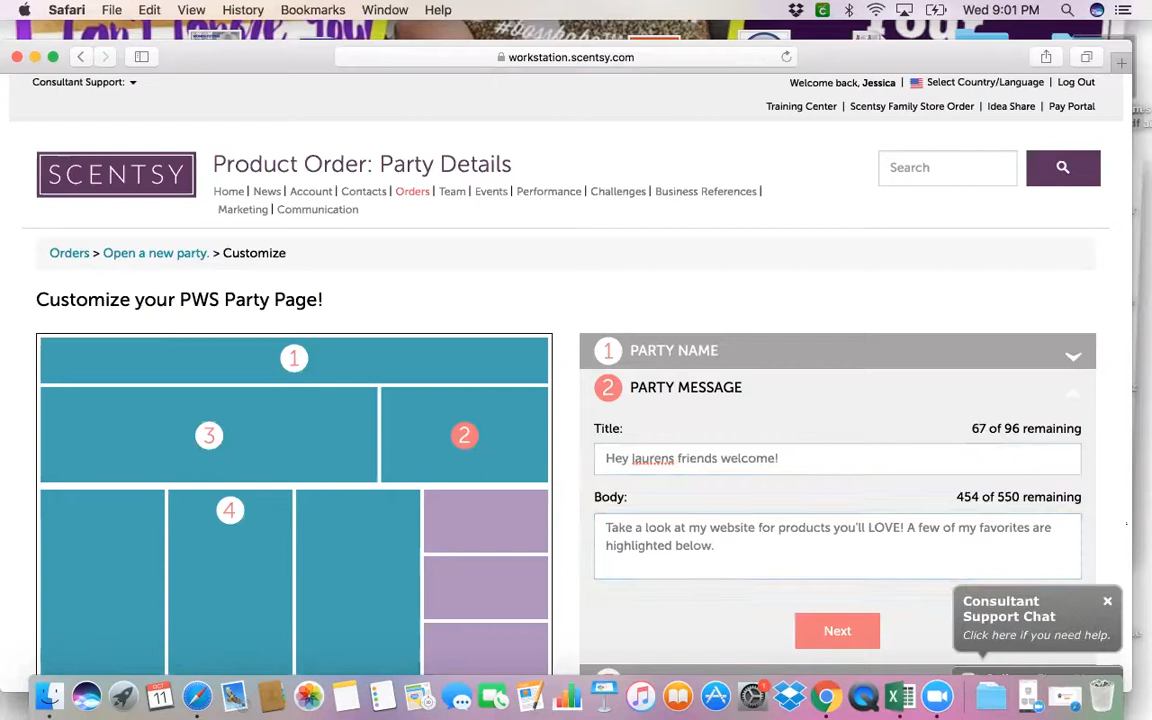 Safari File Edit View History Bookmarks Window Help Wed 9:01 PM
workstation.scentsy.com
Consultant Support:
Welcome back, Jessica | Select Country/Language | Log Out
Training Center | Scentsy Family Store Order | Idea Share | Pay Portal
SCENTSY
Product Order: Party Details
Home | News | Account | Contacts | Orders | Team | Events | Performance | Challenges | Business References |
Marketing | Communication
Search
Orders > Open a new party. > Customize
Customize your PWS Party Page!
1
3
2
4
1 PARTY NAME
2 PARTY MESSAGE
Title: 67 of 96 remaining
Hey laurens friends welcome!
Body: 454 of 550 remaining
Take a look at my website for products you'll LOVE! A few of my favorites are
highlighted below.
Next
Consultant
Support Chat
Click here if you need help.
OCT
11